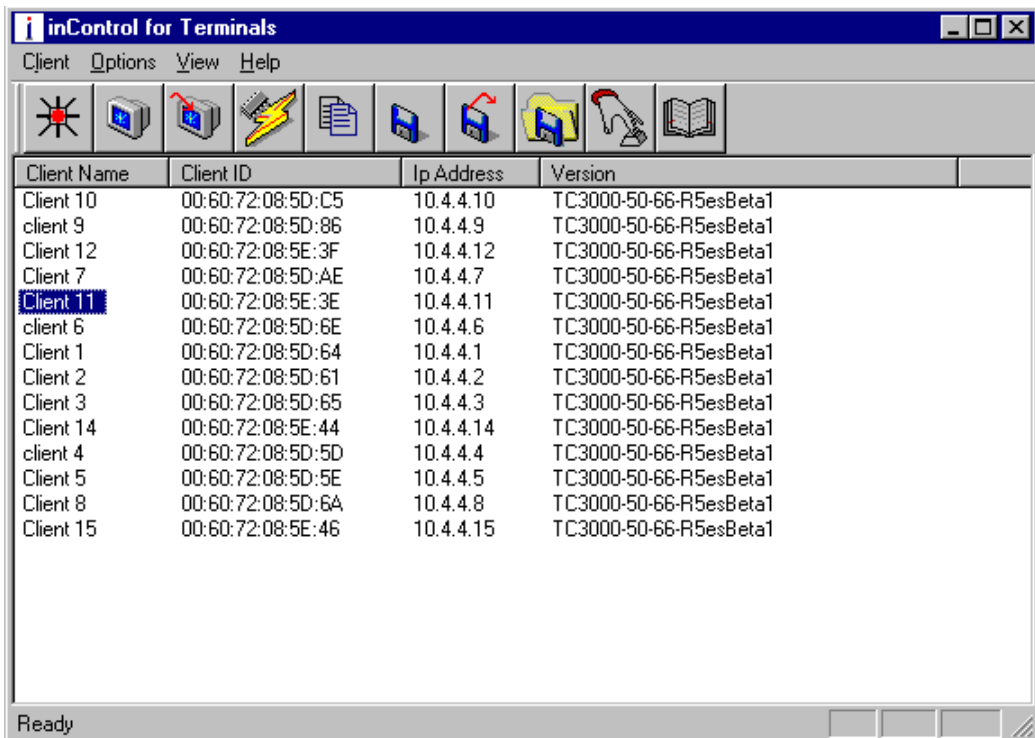 inControl for Terminals
Client Options View Help
Client Name Client ID Ip Address Version
Client 10 00:60:72:08:5D:C5 10.4.4.10 TC3000-50-66-R5esBeta1
client 9 00:60:72:08:5D:86 10.4.4.9 TC3000-50-66-R5esBeta1
Client 12 00:60:72:08:5E:3F 10.4.4.12 TC3000-50-66-R5esBeta1
Client 7 00:60:72:08:5D:AE 10.4.4.7 TC3000-50-66-R5esBeta1
Client 11 00:60:72:08:5E:3E 10.4.4.11 TC3000-50-66-R5esBeta1
client 6 00:60:72:08:5D:6E 10.4.4.6 TC3000-50-66-R5esBeta1
Client 1 00:60:72:08:5D:64 10.4.4.1 TC3000-50-66-R5esBeta1
Client 2 00:60:72:08:5D:61 10.4.4.2 TC3000-50-66-R5esBeta1
Client 3 00:60:72:08:5D:65 10.4.4.3 TC3000-50-66-R5esBeta1
Client 14 00:60:72:08:5E:44 10.4.4.14 TC3000-50-66-R5esBeta1
client 4 00:60:72:08:5D:5D 10.4.4.4 TC3000-50-66-R5esBeta1
Client 5 00:60:72:08:5D:5E 10.4.4.5 TC3000-50-66-R5esBeta1
Client 8 00:60:72:08:5D:6A 10.4.4.8 TC3000-50-66-R5esBeta1
Client 15 00:60:72:08:5E:46 10.4.4.15 TC3000-50-66-R5esBeta1
Ready